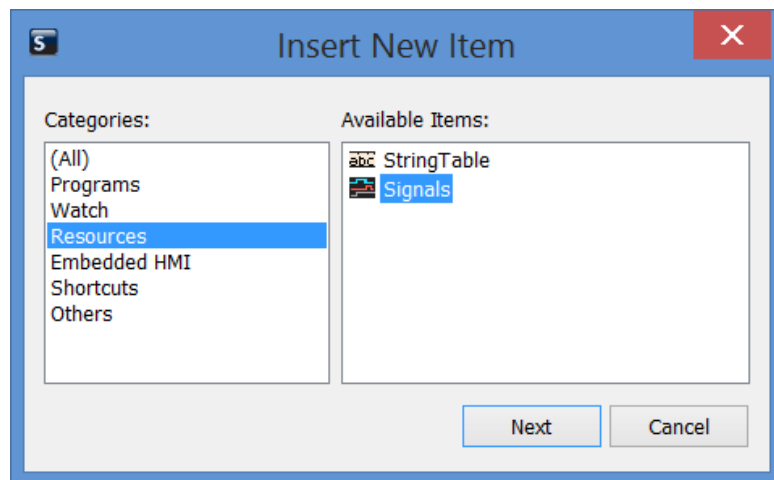 S
Insert New Item
Categories:
Available Items:
(All)
Programs
Watch
Resources
Embedded HMI
Shortcuts
Others
abc StringTable
Signals
Next
Cancel